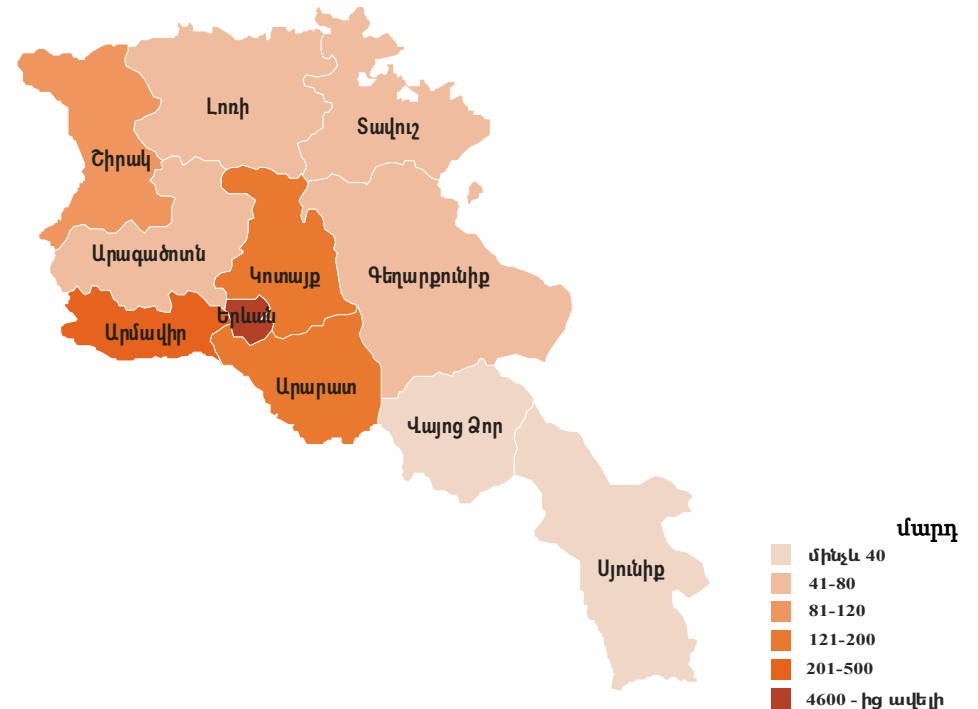 Լոռի
Տավուշ
Շիրակ
Արագածոտն
Կոտայք
Գեղարքունիք
Երևան
Արմավիր
Արարատ
Վայոց Ձոր
Սյունիք
մարդ
մինչև 40
41-80
81-120
121-200
201-500
4600 - ից ավելի